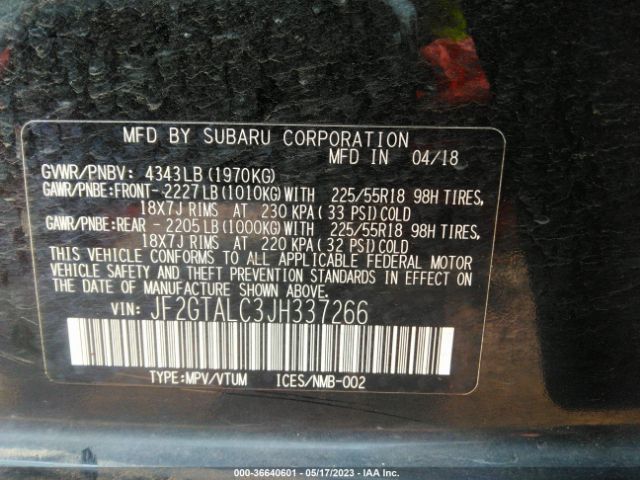 MFD BY SUBARU CORPORATION
MFD IN 04/18
GVWR/PNBV: 4343LB (1970KG)
GAWR/PNBE:FRONT- 2227LB (1010KG) WITH 225/55R18 98H TIRES,
18X7J RIMS AT 230 KPA( 33 PSI) COLD
GAWR/PNBE:REAR - 2205LB (1000KG) WITH 225/55R18 98H TIRES,
18X7J RIMS AT 220 KPA( 32 PSI) COLD
THIS VEHICLE CONFORMS TO ALL APPLICABLE FEDERAL MOTOR
VEHICLE SAFETY AND THEFT PREVENTION STANDARDS IN EFFECT ON
THE DATE OF MANUFACTURE SHOWN ABOVE.
VIN: JF2GTALC3JH337266
TYPE:MPV/VTUM ICES/NMB-002
000-36640601 - 05/17/2023 - IAA Inc.